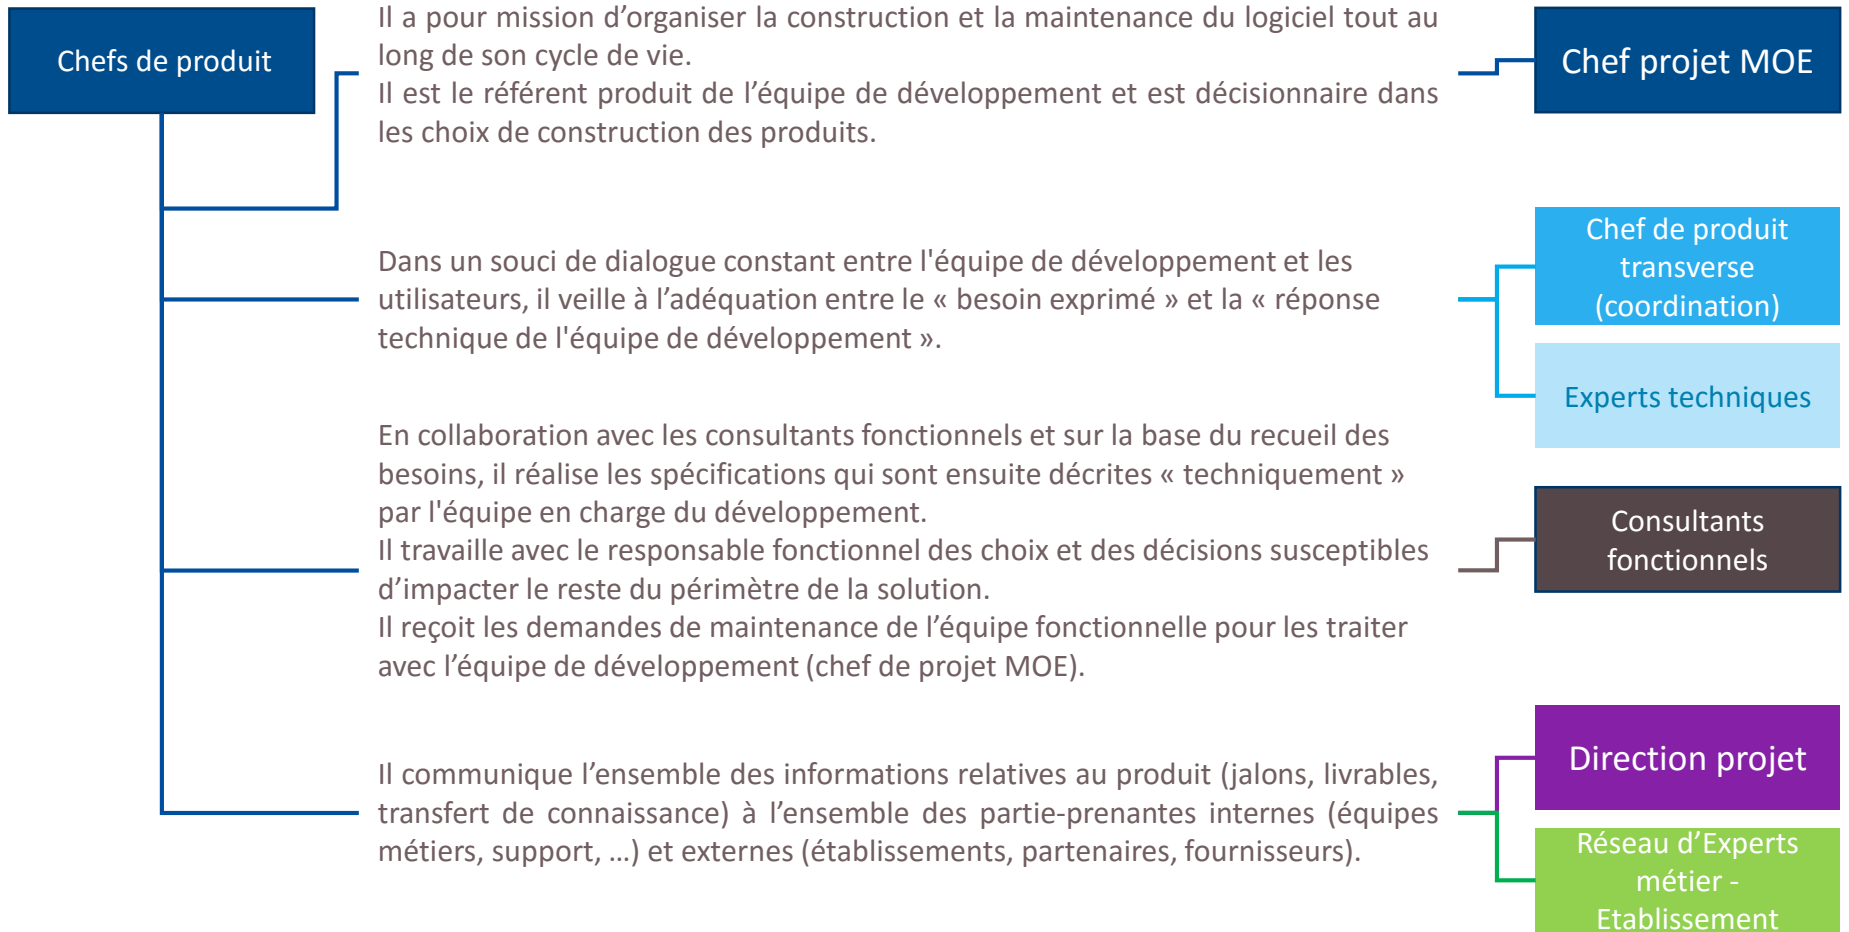 Chefs de produit
Il a pour mission d’organiser la construction et la maintenance du logiciel tout au
long de son cycle de vie.
Il est le référent produit de l’équipe de développement et est décisionnaire dans
les choix de construction des produits.
Chef projet MOE
Dans un souci de dialogue constant entre l'équipe de développement et les
utilisateurs, il veille à l’adéquation entre le « besoin exprimé » et la « réponse
technique de l'équipe de développement ».
Chef de produit
transverse
(coordination)
Experts techniques
En collaboration avec les consultants fonctionnels et sur la base du recueil des
besoins, il réalise les spécifications qui sont ensuite décrites « techniquement »
par l'équipe en charge du développement.
Il travaille avec le responsable fonctionnel des choix et des décisions susceptibles
d’impacter le reste du périmètre de la solution.
Il reçoit les demandes de maintenance de l’équipe fonctionnelle pour les traiter
avec l’équipe de développement (chef de projet MOE).
Consultants
fonctionnels
Il communique l’ensemble des informations relatives au produit (jalons, livrables,
transfert de connaissance) à l’ensemble des partie-prenantes internes (équipes
métiers, support, …) et externes (établissements, partenaires, fournisseurs).
Direction projet
Réseau d’Experts
métier -
Etablissement